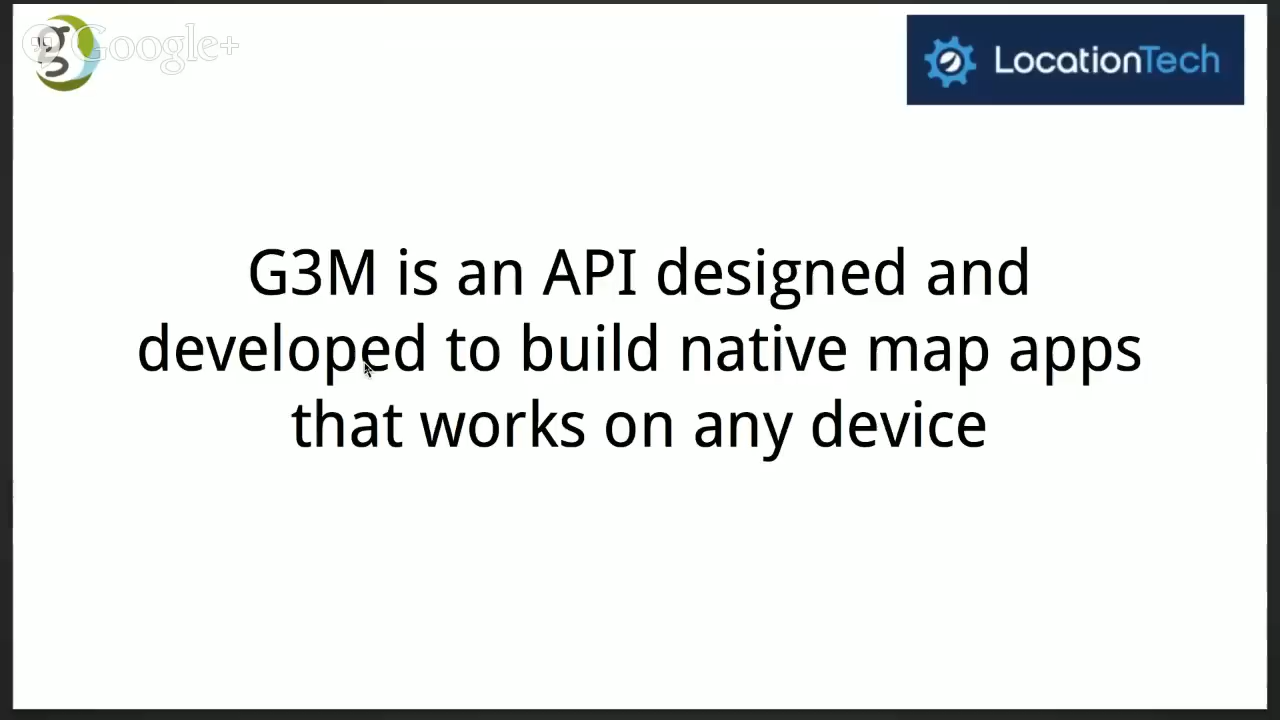 g Google+
LocationTech
G3M is an API designed and
developed to build native map apps
that works on any device